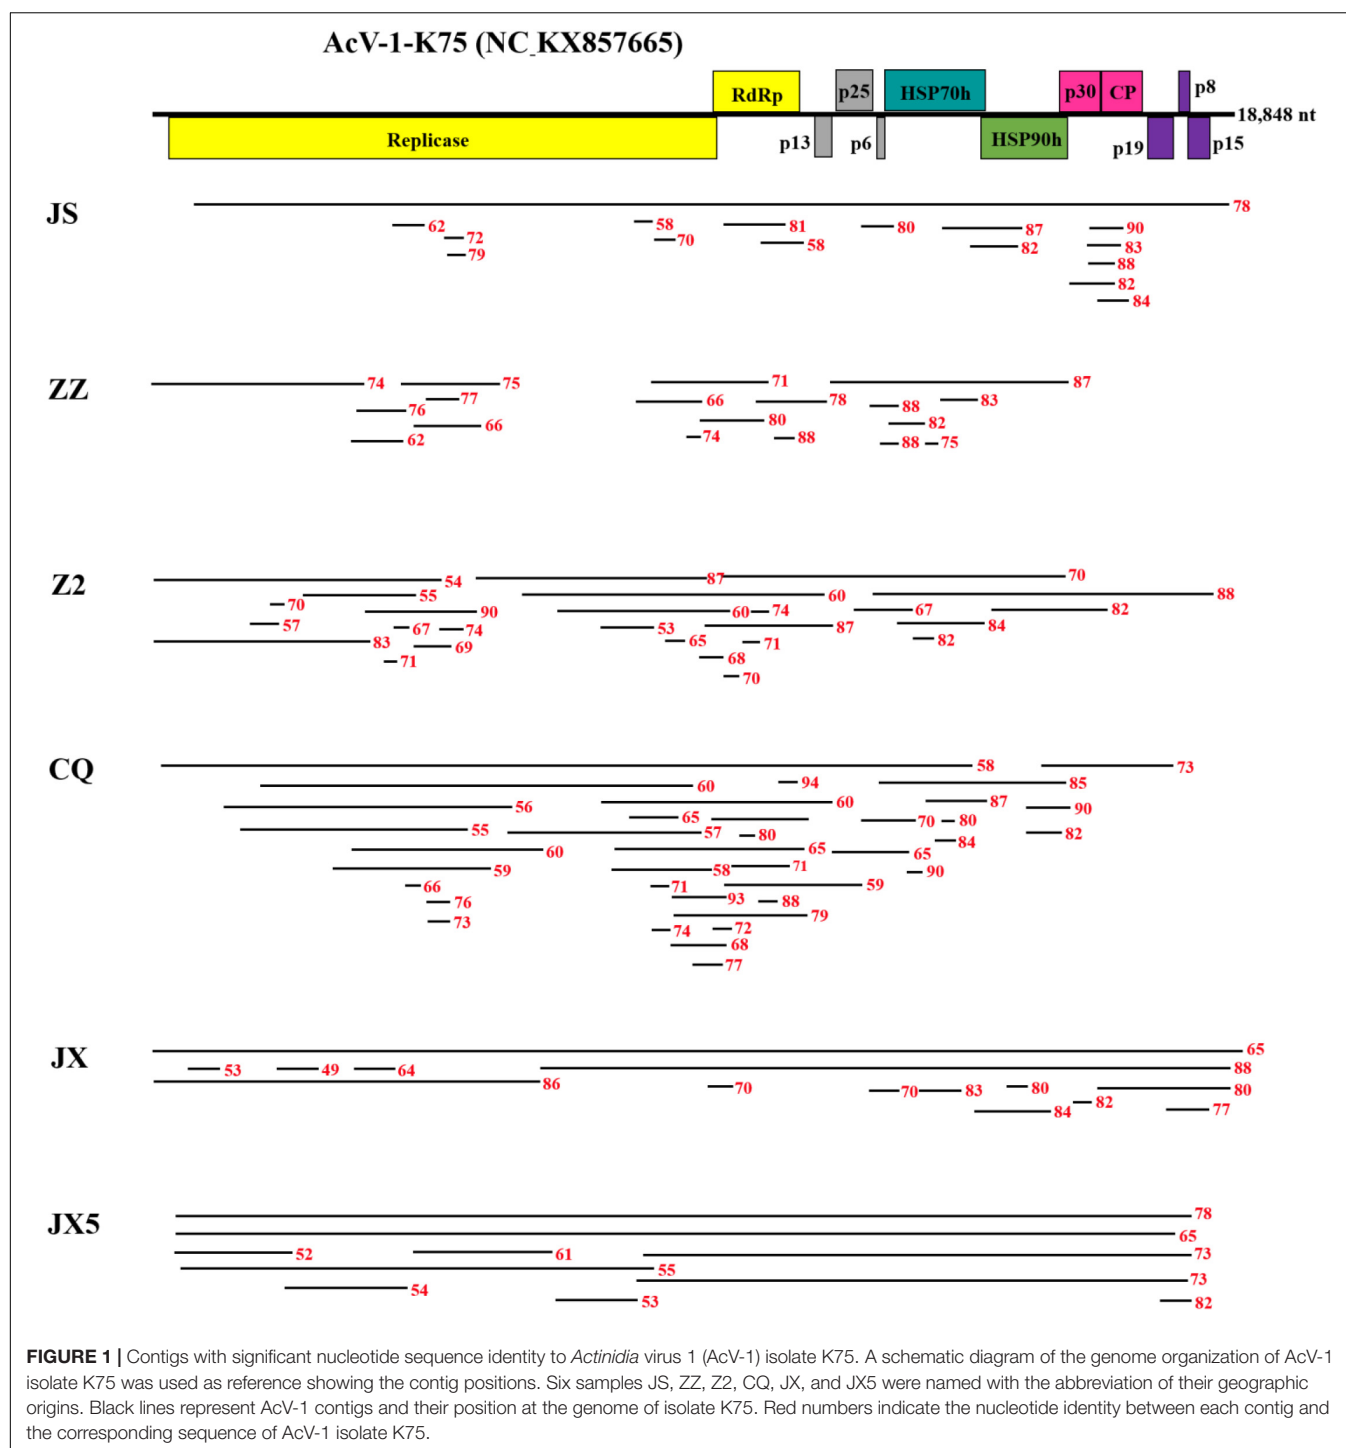 AcV-1-K75 (NC_KX857665)
RdRp p25 HSP70h p30 CP p8
18,848 nt
Replicase p13 p6 HSP90h p19 p15
JS
78
62 58 81 80 87 90
72 70 58 82 83
79 88
82
84
ZZ
74 75 71 87
77 66 78 88 83
76 80 82
66 74 88 88 75
62
Z2
54 87 70
55 60 88
70 90 60 74 67 82
57 67 74 53 87 84
83 69 65 71 82
71 68
70
CQ
58 73
60 94 85
56 60 87 90
65 70 80
55 57 80 82
60 65 65 84
59 58 71 90
66 71 59
76 93 88
73 79
74 72
68
77
JX
65
53 49 64 88
86 70 70 83 80 80
82
84 77
JX5
78
65
52 61 73
55
54 73
53 82
FIGURE 1 | Contigs with significant nucleotide sequence identity to Actinidia virus 1 (AcV-1) isolate K75. A schematic diagram of the genome organization of AcV-1
isolate K75 was used as reference showing the contig positions. Six samples JS, ZZ, Z2, CQ, JX, and JX5 were named with the abbreviation of their geographic
origins. Black lines represent AcV-1 contigs and their position at the genome of isolate K75. Red numbers indicate the nucleotide identity between each contig and
the corresponding sequence of AcV-1 isolate K75.